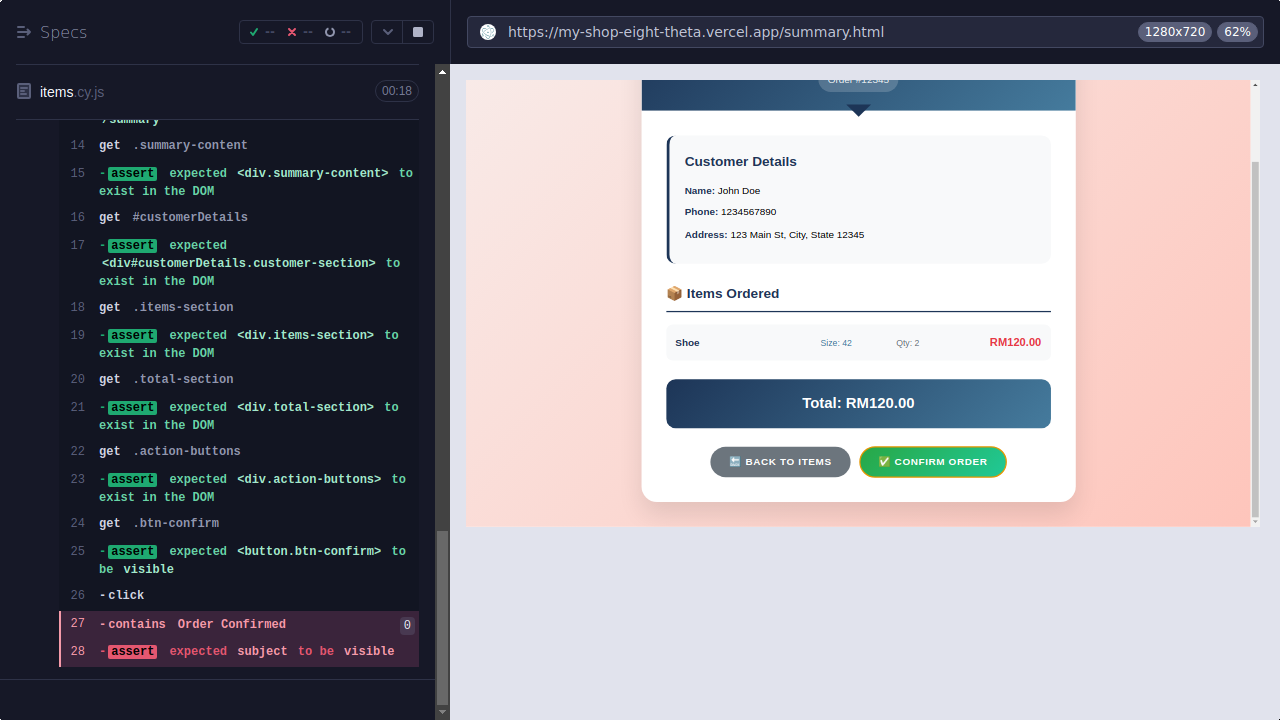 Specs
-- -- --
https://my-shop-eight-theta.vercel.app/summary.html
1280x720
62%
items.cy.js
00:18
/summary
14 get .summary-content
15 -assert expected <div.summary-content> to
exist in the DOM
16 get #customerDetails
17 -assert expected
<div#customerDetails.customer-section> to
exist in the DOM
18 get .items-section
19 -assert expected <div.items-section> to
exist in the DOM
20 get .total-section
21 -assert expected <div.total-section> to
exist in the DOM
22 get .action-buttons
23 -assert expected <div.action-buttons> to
exist in the DOM
24 get .btn-confirm
25 -assert expected <button.btn-confirm> to
be visible
26 -click
27 -contains Order Confirmed 0
28 -assert expected subject to be visible
Order #12345
Customer Details
Name: John Doe
Phone: 1234567890
Address: 123 Main St, City, State 12345
📦 Items Ordered
Shoe Size: 42 Qty: 2 RM120.00
Total: RM120.00
🔙 BACK TO ITEMS
✅ CONFIRM ORDER